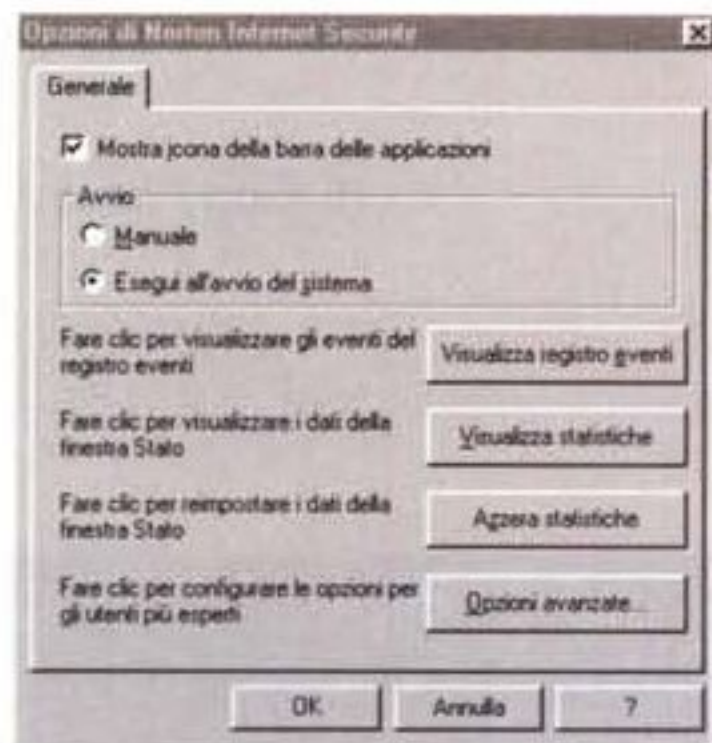 Opzioni di Norton Internet Security
Generale
Mostra icona della barra delle applicazioni
Avvio
Manuale
Esegui all'avvio del sistema
Fare clic per visualizzare gli eventi del
registro eventi
Visualizza registro eventi
Fare clic per visualizzare i dati della
finestra Stato
Visualizza statistiche
Fare clic per reimpostare i dati della
finestra Stato
Azzera statistiche
Fare clic per configurare le opzioni per
gli utenti più esperti
Opzioni avanzate...
OK
Annulla
?